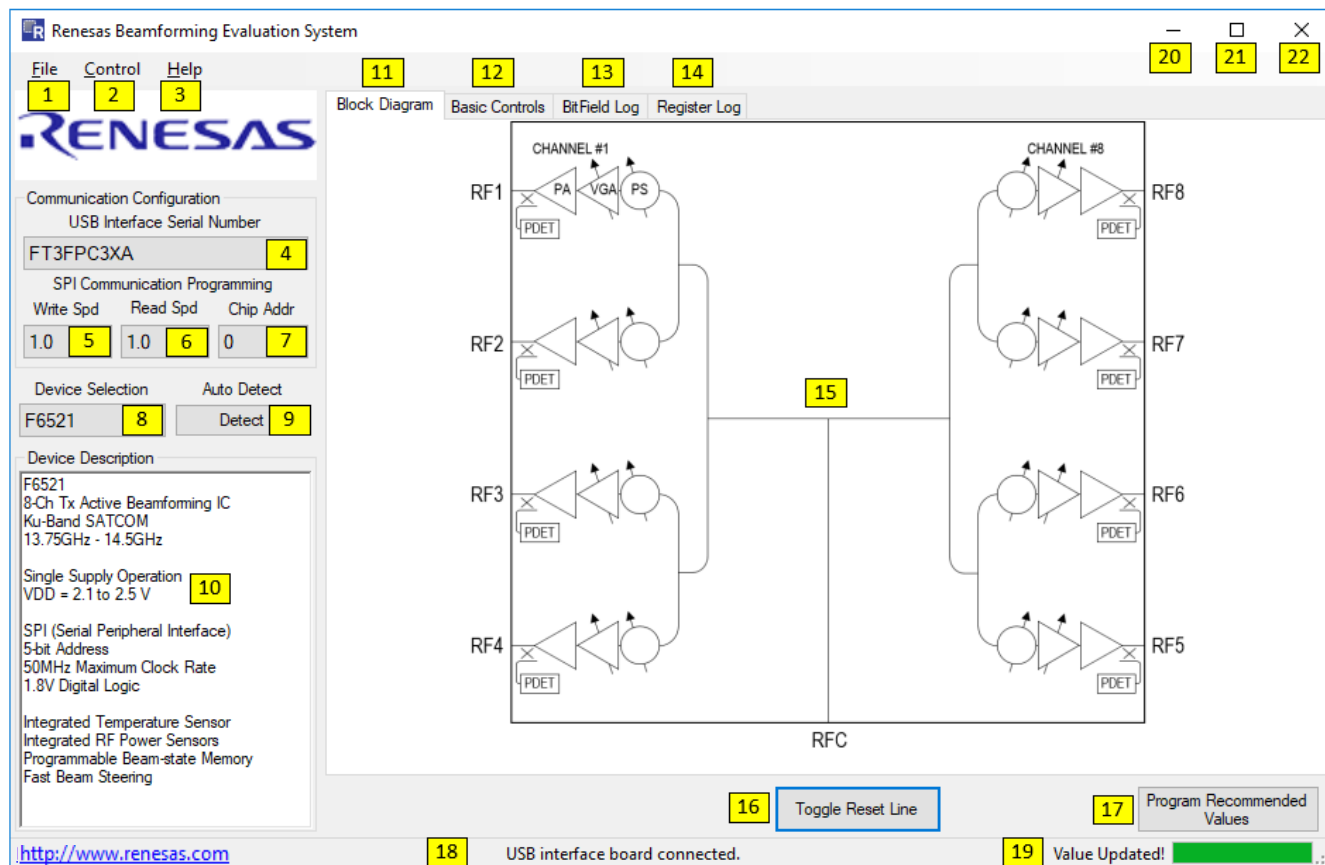 Renesas Beamforming Evaluation System
20 21 22
File Control Help
1 2 3
11 12 13 14
Block Diagram Basic Controls BitField Log Register Log
RENESAS
Communication Configuration
USB Interface Serial Number
FT3FPC3XA 4
SPI Communication Programming
Write Spd Read Spd Chip Addr
1.0 5 1.0 6 0 7
Device Selection Auto Detect
F6521 8 Detect 9
Device Description
F6521
8-Ch Tx Active Beamforming IC
Ku-Band SATCOM
13.75GHz - 14.5GHz
Single Supply Operation
VDD = 2.1 to 2.5 V
10
SPI (Serial Peripheral Interface)
5-bit Address
50MHz Maximum Clock Rate
1.8V Digital Logic
Integrated Temperature Sensor
Integrated RF Power Sensors
Programmable Beam-state Memory
Fast Beam Steering
CHANNEL #1 CHANNEL #8
RF1 PA VGA PS RF8
PDET PDET
RF2 RF7
PDET PDET
15
RF3 RF6
PDET PDET
RF4 RF5
PDET PDET
RFC
16 Toggle Reset Line 17 Program Recommended
Values
http://www.renesas.com 18 USB interface board connected. 19 Value Updated!